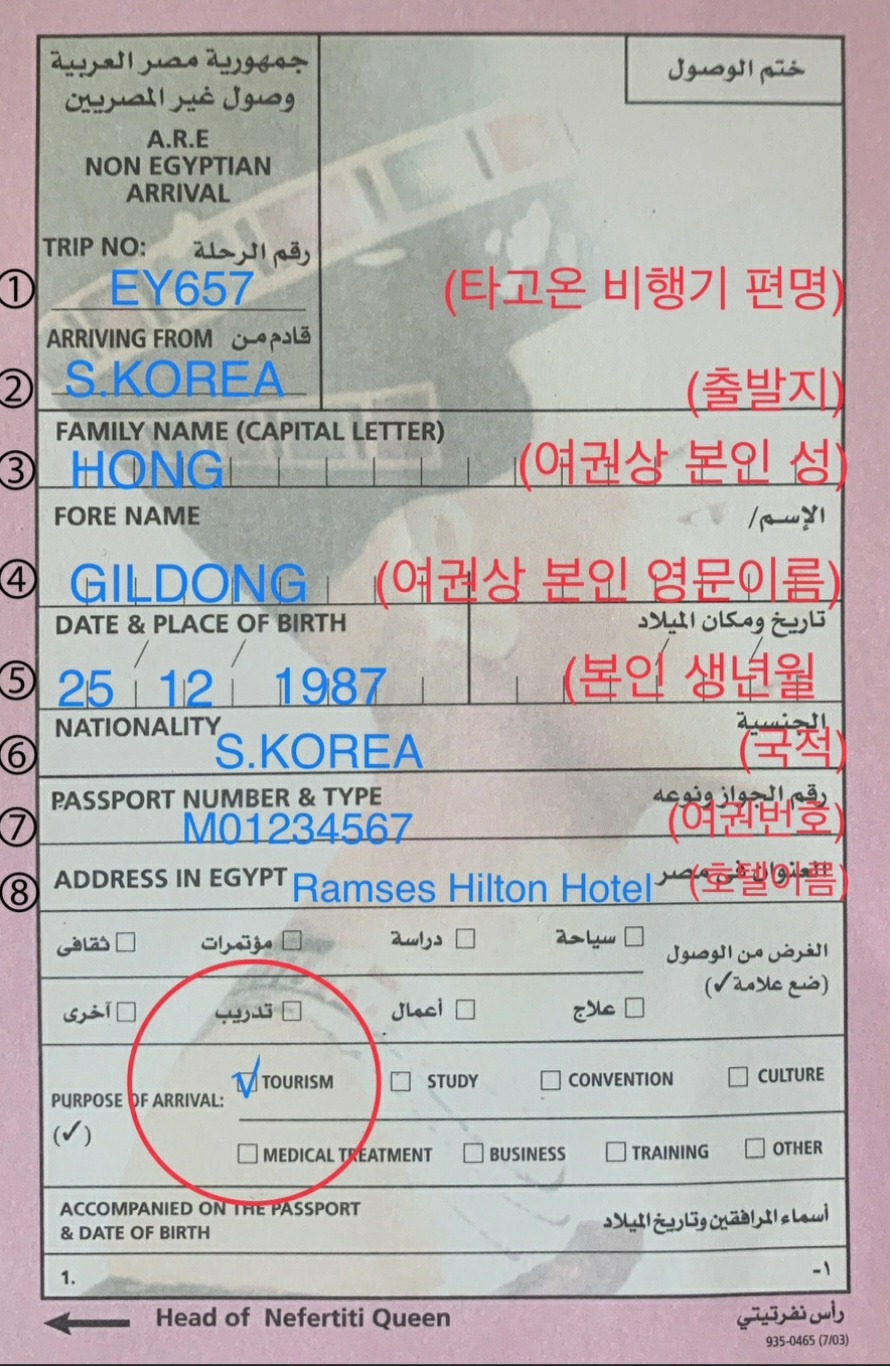 جمهورية مصر العربية
وصول غير المصريين
ختم الوصول
A.R.E
NON EGYPTIAN
ARRIVAL
TRIP NO: رقم الرحلة
① EY657 (타고온 비행기 편명)
ARRIVING FROM قادم من
② S.KOREA (출발지)
FAMILY NAME (CAPITAL LETTER)
③ HONG (여권상 본인 성)
FORE NAME الإسم/
④ GILDONG (여권상 본인 영문이름)
DATE & PLACE OF BIRTH تاريخ ومكان الميلاد
⑤ 25 / 12 / 1987 (본인 생년월
NATIONALITY الجنسية
⑥ S.KOREA (국적)
PASSPORT NUMBER & TYPE رقم الجواز ونوعه
⑦ M01234567 (여권번호)
⑧ ADDRESS IN EGYPT Ramses Hilton Hotel العنوان فى مصر (호텔이름)
الغرض من الوصول
(ضع علامة ✓)
سياحة دراسة مؤتمرات ثقافى
علاج أعمال تدريب آخرى
PURPOSE OF ARRIVAL:
(✓)
✓ TOURISM STUDY CONVENTION CULTURE
MEDICAL TREATMENT BUSINESS TRAINING OTHER
ACCOMPANIED ON THE PASSPORT
& DATE OF BIRTH
أسماء المرافقين وتاريخ الميلاد
1. ١-
Head of Nefertiti Queen رأس نفرتيتي
935-0465 (7/03)